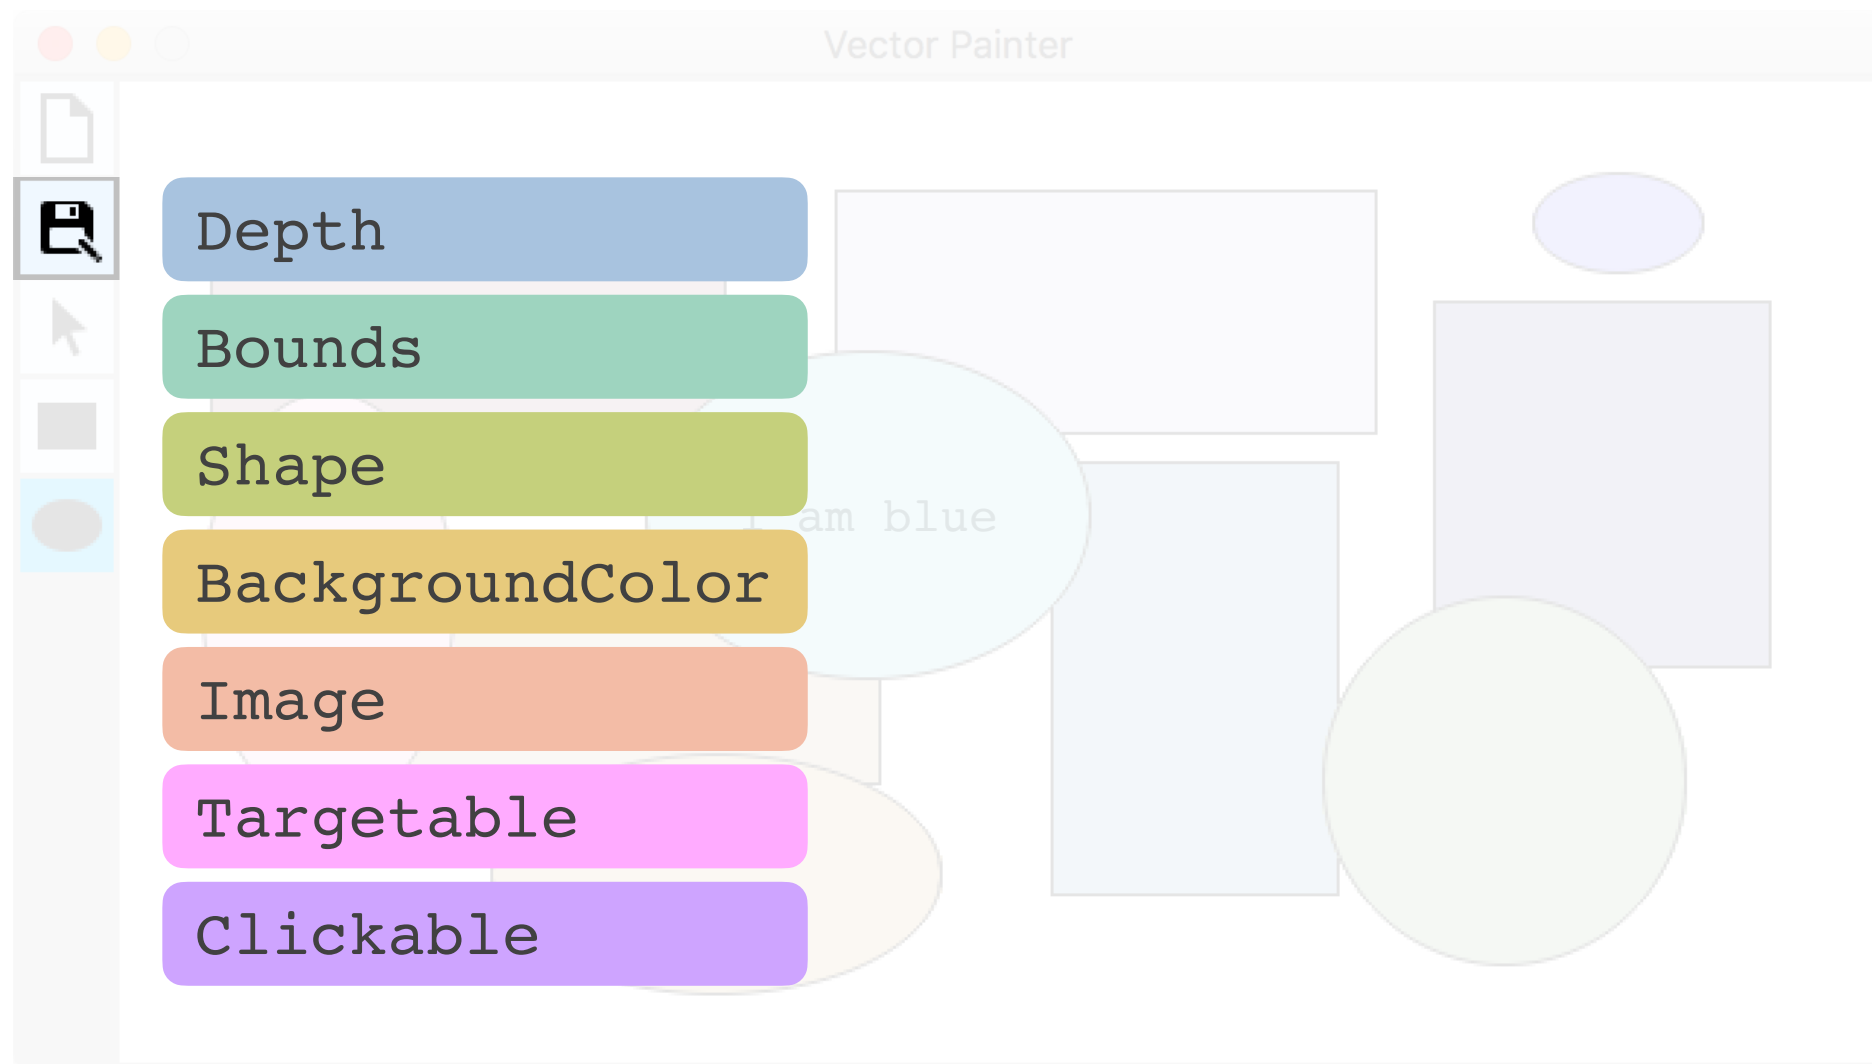 Vector Painter
Depth
Bounds
Shape
am blue
BackgroundColor
Image
Targetable
Clickable